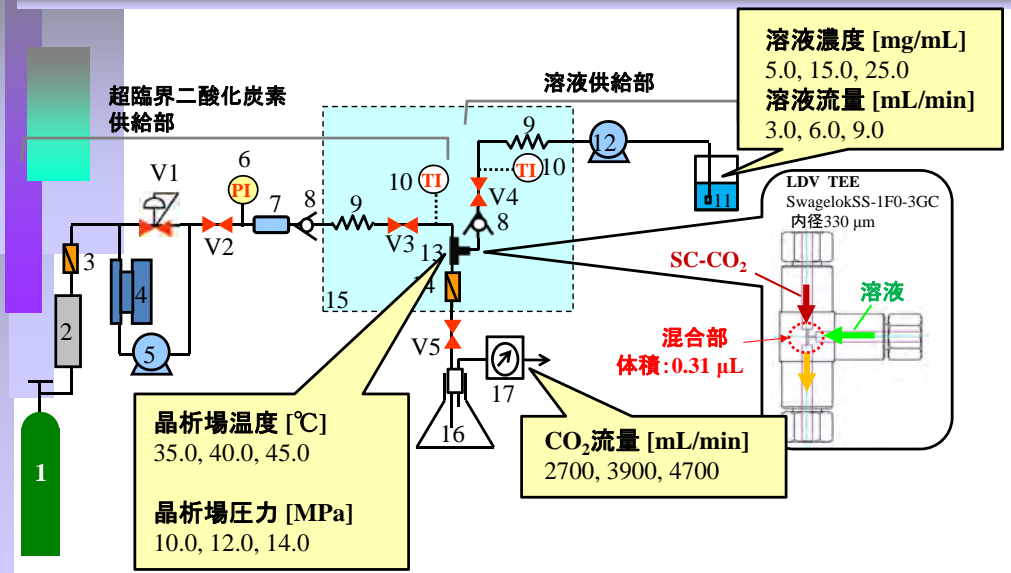 溶液濃度 [mg/mL]
5.0, 15.0, 25.0
溶液流量 [mL/min]
3.0, 6.0, 9.0
溶液供給部
超臨界二酸化炭素
供給部
V1
6
PI
7
8
9
10
TI
9
TI
10
12
11
V4
8
V2
V3
13
14
15
3
4
2
5
V5
17
16
1
LDV TEE
SwagelokSS-1F0-3GC
内径330 μm
SC-CO₂
溶液
混合部
体積:0.31 μL
晶析場温度 [℃]
35.0, 40.0, 45.0
晶析場圧力 [MPa]
10.0, 12.0, 14.0
CO₂流量 [mL/min]
2700, 3900, 4700